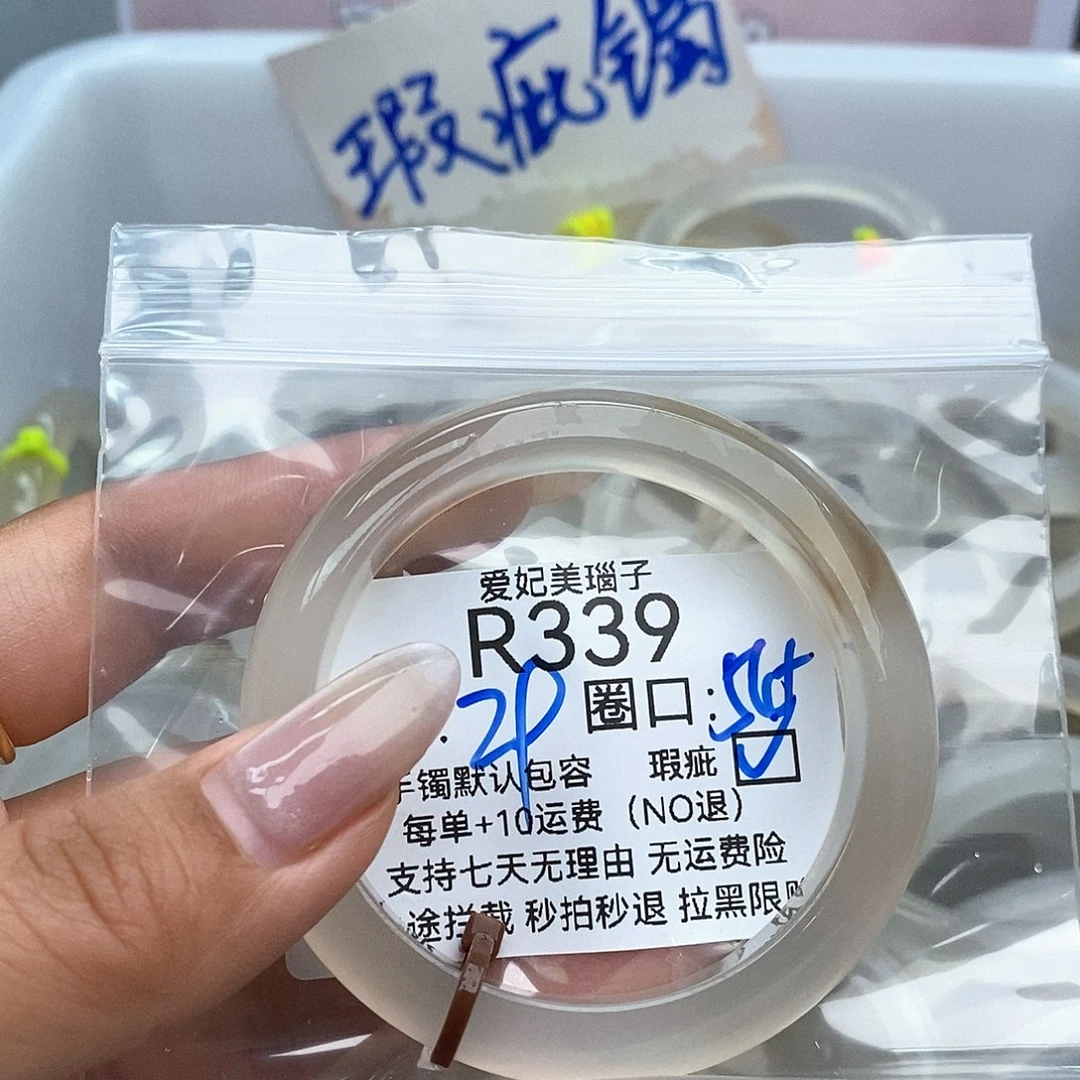 瑕疵镯
爱妃美瑙子
R339
圈口:
手镯默认包容 瑕疵
每单+10运费（NO退）
支持七天无理由 无运费险
途拦截 秒拍秒退 拉黑限购